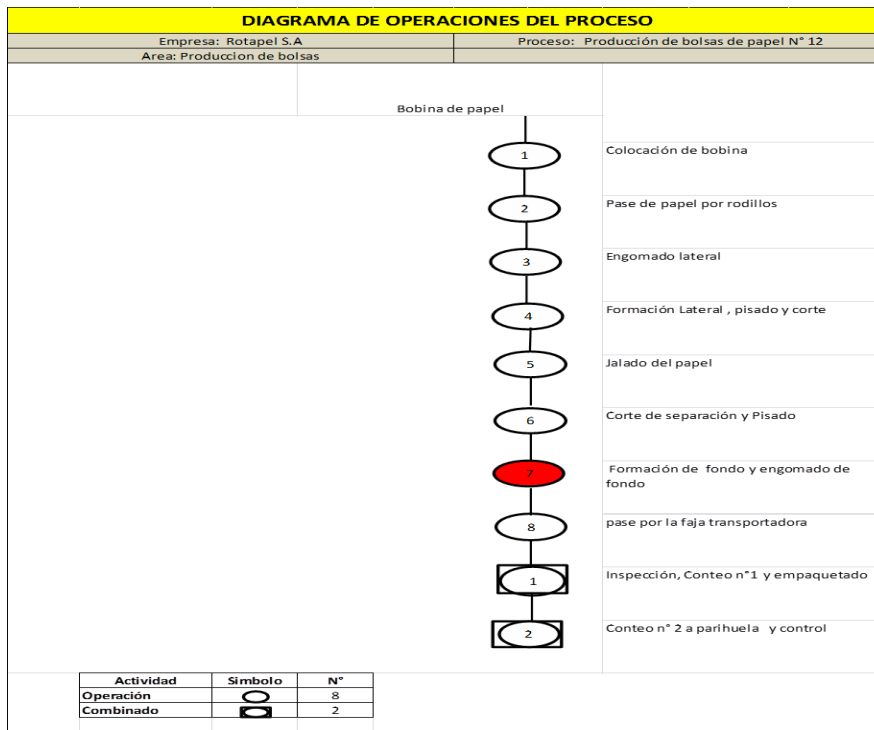 DIAGRAMA DE OPERACIONES DEL PROCESO
Empresa: Rotapel S.A
Proceso: Producción de bolsas de papel N° 12
Area: Produccion de bolsas
Bobina de papel
1
Colocación de bobina
2
Pase de papel por rodillos
3
Engomado lateral
4
Formación Lateral , pisado y corte
5
Jalado del papel
6
Corte de separación y Pisado
7
Formación de fondo y engomado de
fondo
8
pase por la faja transportadora
1
Inspección, Conteo n°1 y empaquetado
2
Conteo n° 2 a parihuela y control
Actividad Simbolo N°
Operación 8
Combinado 2